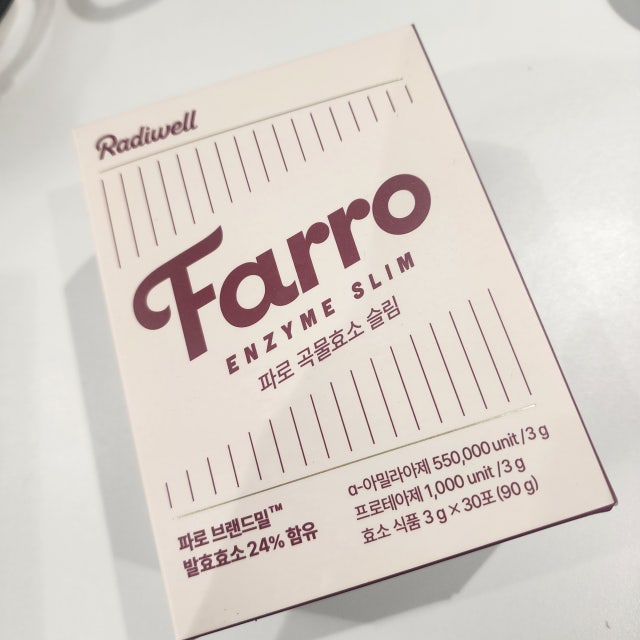 Radiwell
Farro
ENZYME SLIM
파로 곡물효소 슬림
파로 브랜드밀™
발효효소 24% 함유
α-아밀라아제 550,000 unit /3 g
프로테아제 1,000 unit /3 g
효소 식품 3 g × 30포 (90 g)